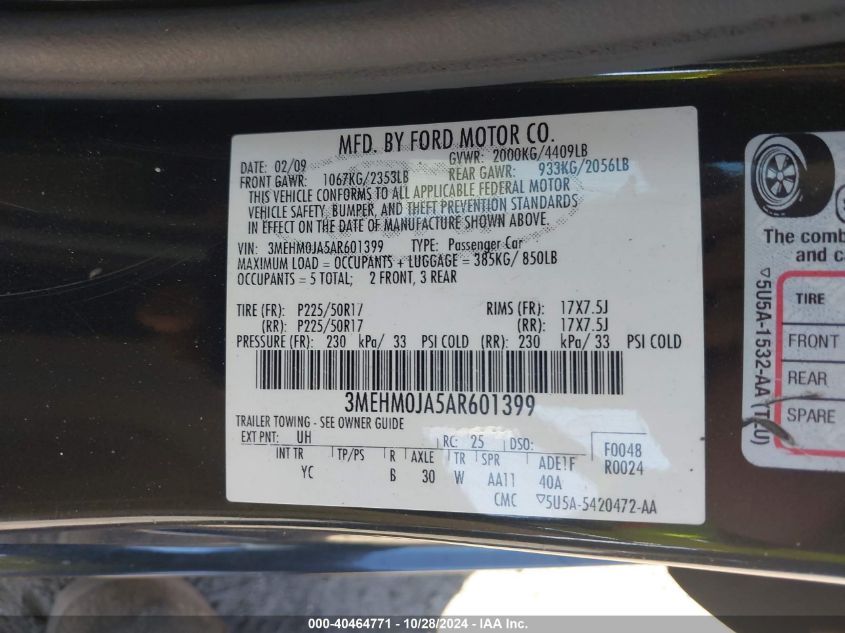 MFD. BY FORD MOTOR CO.
DATE: 02/09 GVWR: 2000KG/4409LB
FRONT GAWR: 1067KG/2353LB REAR GAWR: 933KG/2056LB
THIS VEHICLE CONFORMS TO ALL APPLICABLE FEDERAL MOTOR
VEHICLE SAFETY, BUMPER, AND THEFT PREVENTION STANDARDS
IN EFFECT ON THE DATE OF MANUFACTURE SHOWN ABOVE.
VIN: 3MEHM0JA5AR601399 TYPE: Passenger Car
MAXIMUM LOAD = OCCUPANTS + LUGGAGE = 385KG/ 850LB
OCCUPANTS = 5 TOTAL; 2 FRONT, 3 REAR
TIRE (FR): P225/50R17 RIMS (FR): 17X7.5J
(RR): P225/50R17 (RR): 17X7.5J
PRESSURE (FR): 230 kPa/ 33 PSI COLD (RR): 230 kPa/ 33 PSI COLD
3MEHM0JA5AR601399
TRAILER TOWING - SEE OWNER GUIDE
EXT PNT: UH RC: 25 DSO: F0048
R0024
INT TR TP/PS R AXLE TR SPR ADE1F
YC B 30 W AA11 40A
CMC ▽5U5A-5420472-AA
The comb
and ca
TIRE
FRONT
REAR
SPARE
▽5U5A-1532-AA (TAU)
000-40464771 - 10/28/2024 - IAA Inc.